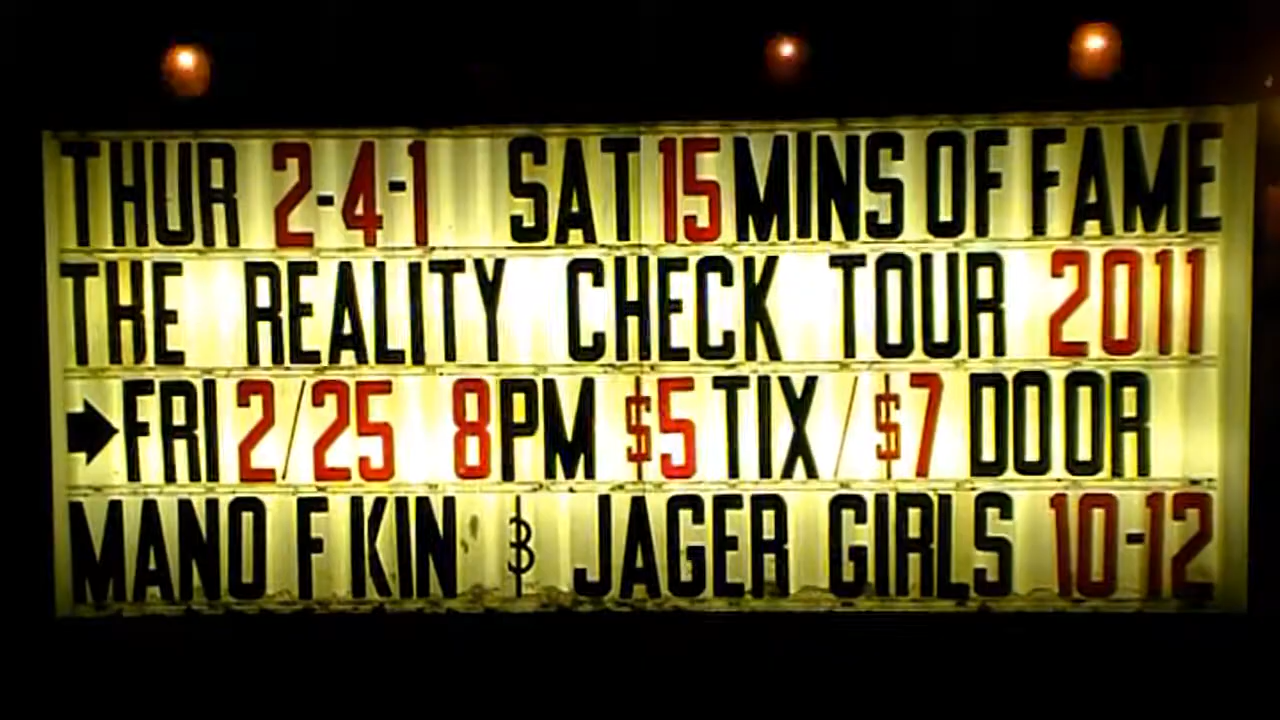 THUR 2-4-1 SAT 15 MINS OF FAME
THE REALITY CHECK TOUR 2011
FRI 2/25 8PM $5 TIX / $7 DOOR
MANO F KIN & JAGER GIRLS 10-12